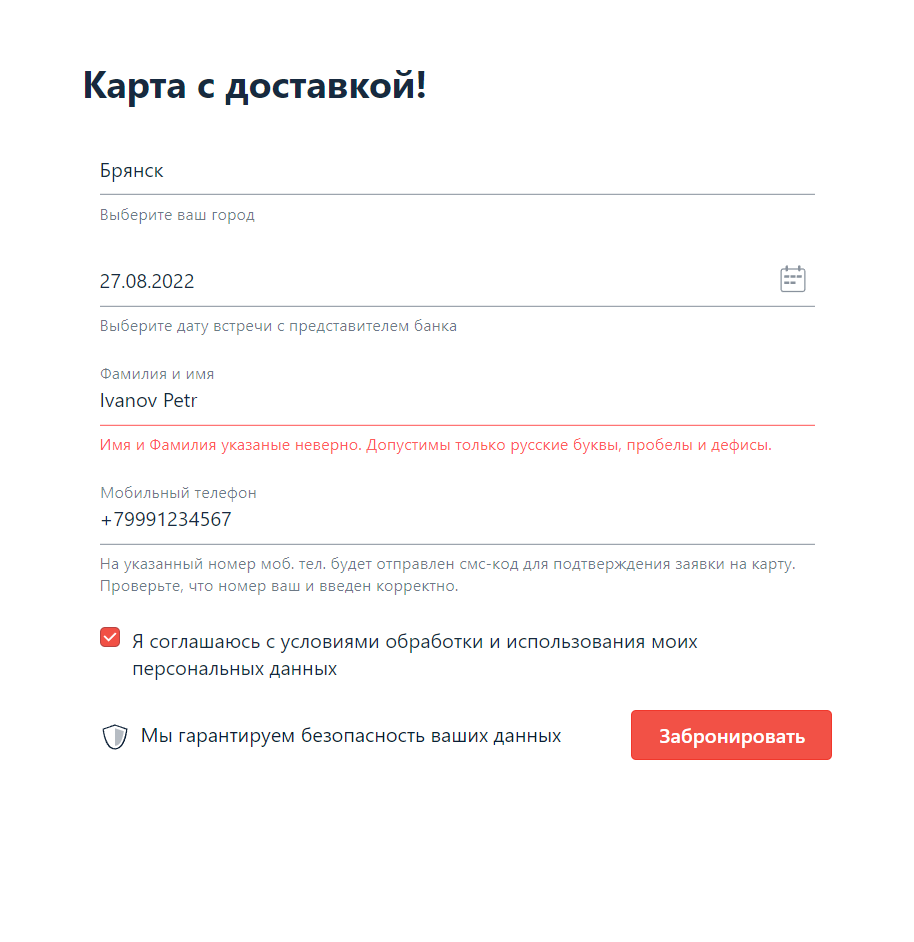 Карта с доставкой!
Брянск
Выберите ваш город
27.08.2022
Выберите дату встречи с представителем банка
Фамилия и имя
Ivanov Petr
Имя и Фамилия указаные неверно. Допустимы только русские буквы, пробелы и дефисы.
Мобильный телефон
+79991234567
На указанный номер моб. тел. будет отправлен смс-код для подтверждения заявки на карту.
Проверьте, что номер ваш и введен корректно.
Я соглашаюсь с условиями обработки и использования моих
персональных данных
Мы гарантируем безопасность ваших данных
Забронировать